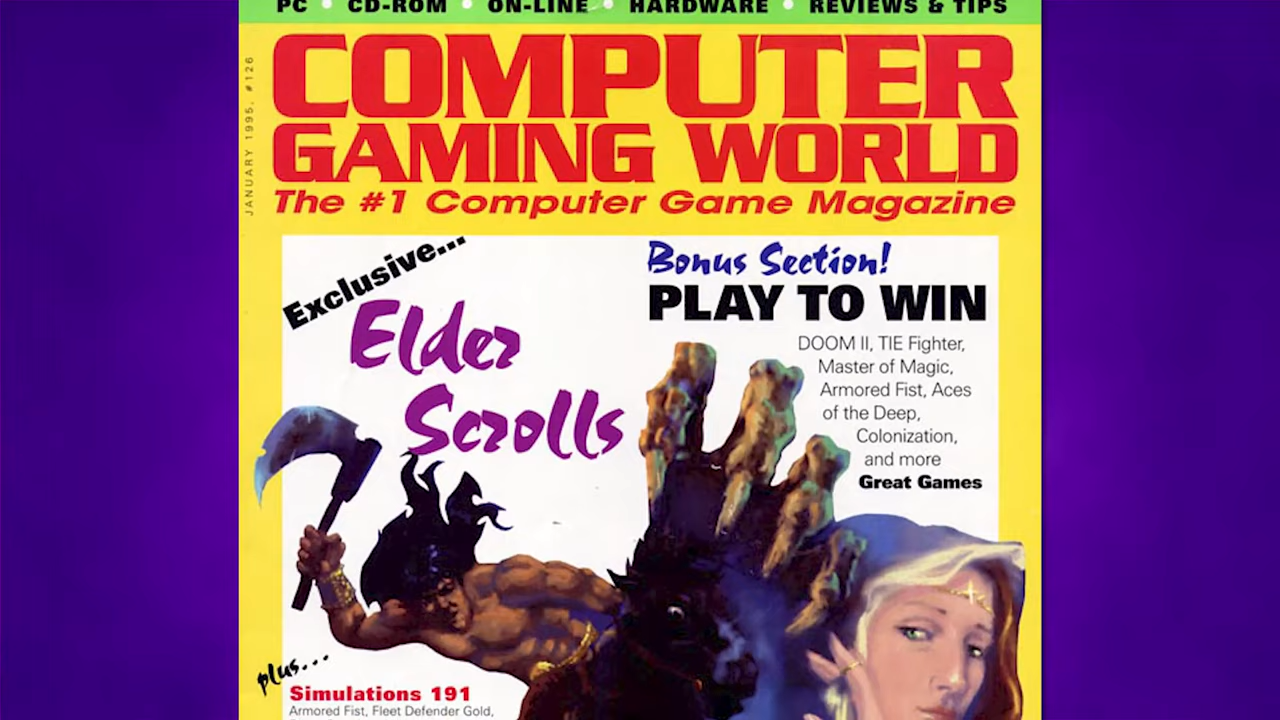 PC • CD-ROM • ON-LINE • HARDWARE • REVIEWS & TIPS
JANUARY 1995, #126
COMPUTER
GAMING WORLD
The #1 Computer Game Magazine
Exclusive...
Elder
Scrolls
Bonus Section!
PLAY TO WIN
DOOM II, TIE Fighter,
Master of Magic,
Armored Fist, Aces
of the Deep,
Colonization,
and more
Great Games
plus...
Simulations 191
Armored Fist, Fleet Defender Gold,